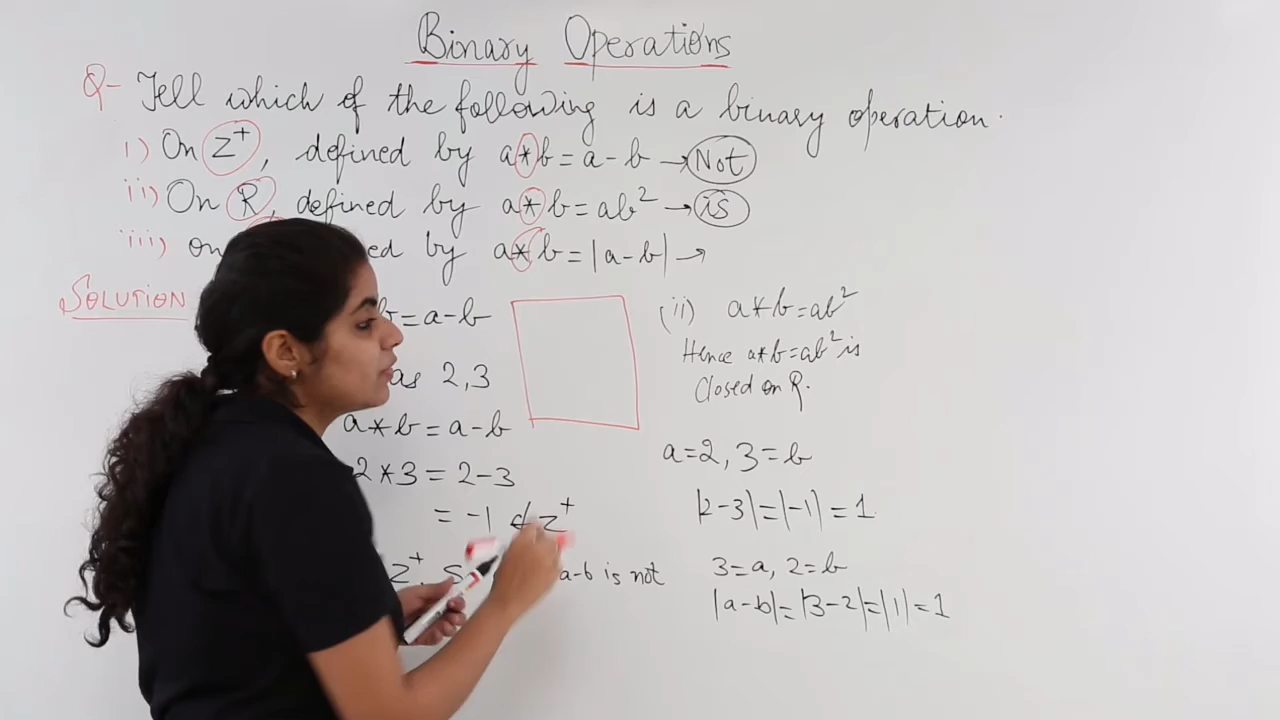 Binary Operations
Q- Tell which of the following is a binary operation.
i) On Z⁺, defined by a*b=a-b →Not
ii) On R, defined by a*b=ab² →is
iii) on ed by a*b=|a-b| →
SOLUTION
b=a-b
as 2,3
a*b=a-b
2*3=2-3
= -1 ∉ Z⁺
Z⁺. S a-b is not
(ii) a*b=ab²
Hence a*b=ab² is
Closed on R.
a=2, 3=b
|2-3|=|-1|=1.
3=a, 2=b
|a-b|=|3-2|=|1|=1